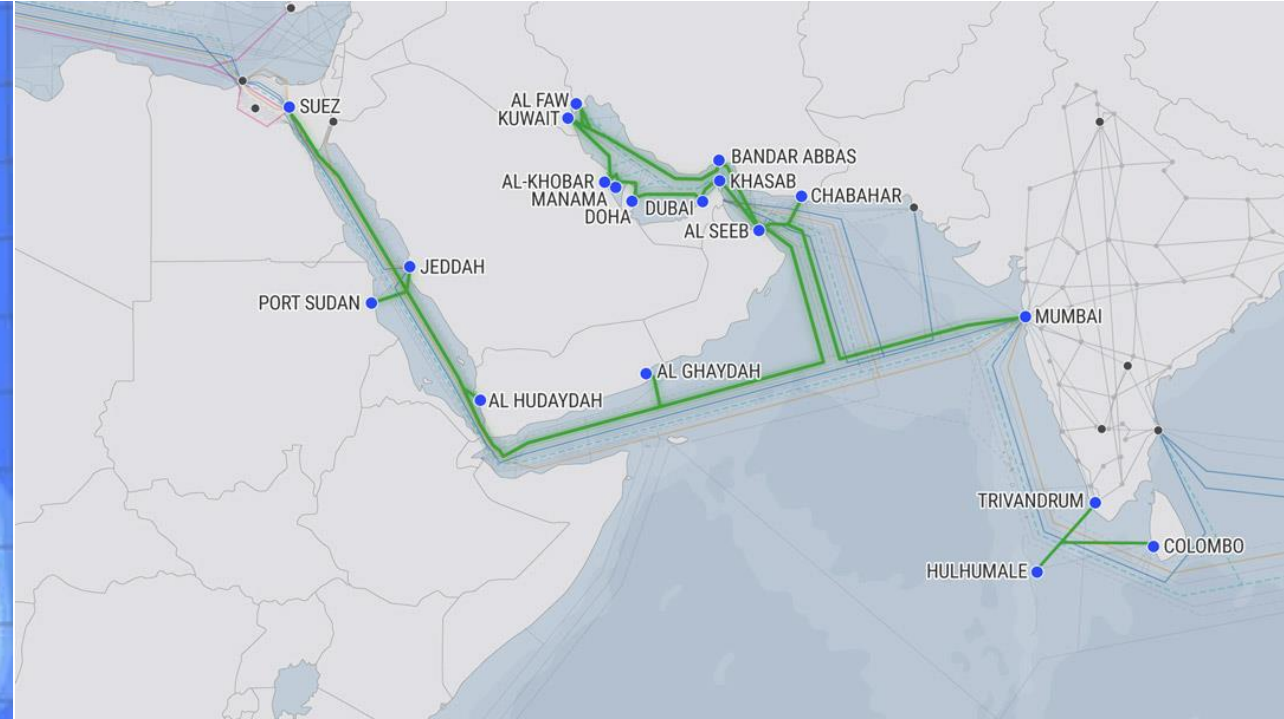 SUEZ
AL FAW
KUWAIT
BANDAR ABBAS
KHASAB
AL-KHOBAR
MANAMA
CHABAHAR
DOHA
DUBAI
AL SEEB
JEDDAH
PORT SUDAN
MUMBAI
AL GHAYDAH
AL HUDAYDAH
TRIVANDRUM
COLOMBO
HULHUMALE